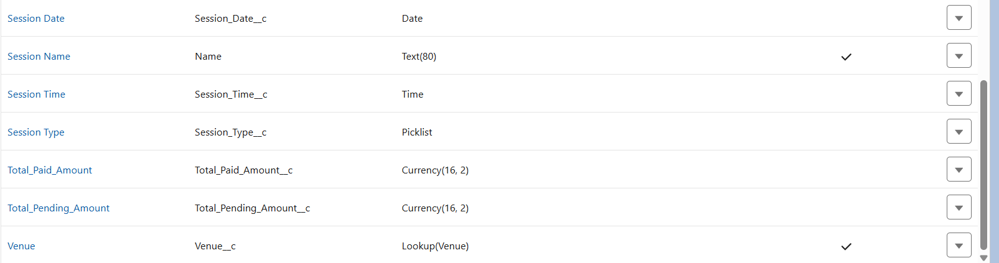 Session Date Session_Date__c Date
Session Name Name Text(80)
Session Time Session_Time__c Time
Session Type Session_Type__c Picklist
Total_Paid_Amount Total_Paid_Amount__c Currency(16, 2)
Total_Pending_Amount Total_Pending_Amount__c Currency(16, 2)
Venue Venue__c Lookup(Venue)